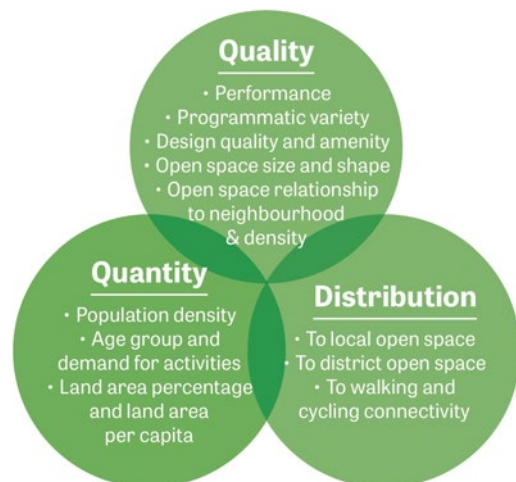 Quality
• Performance
• Programmatic variety
• Design quality and amenity
• Open space size and shape
• Open space relationship
to neighbourhood
& density
Quantity
• Population density
• Age group and
demand for activities
• Land area percentage
and land area
per capita
Distribution
• To local open space
• To district open space
• To walking and
cycling connectivity